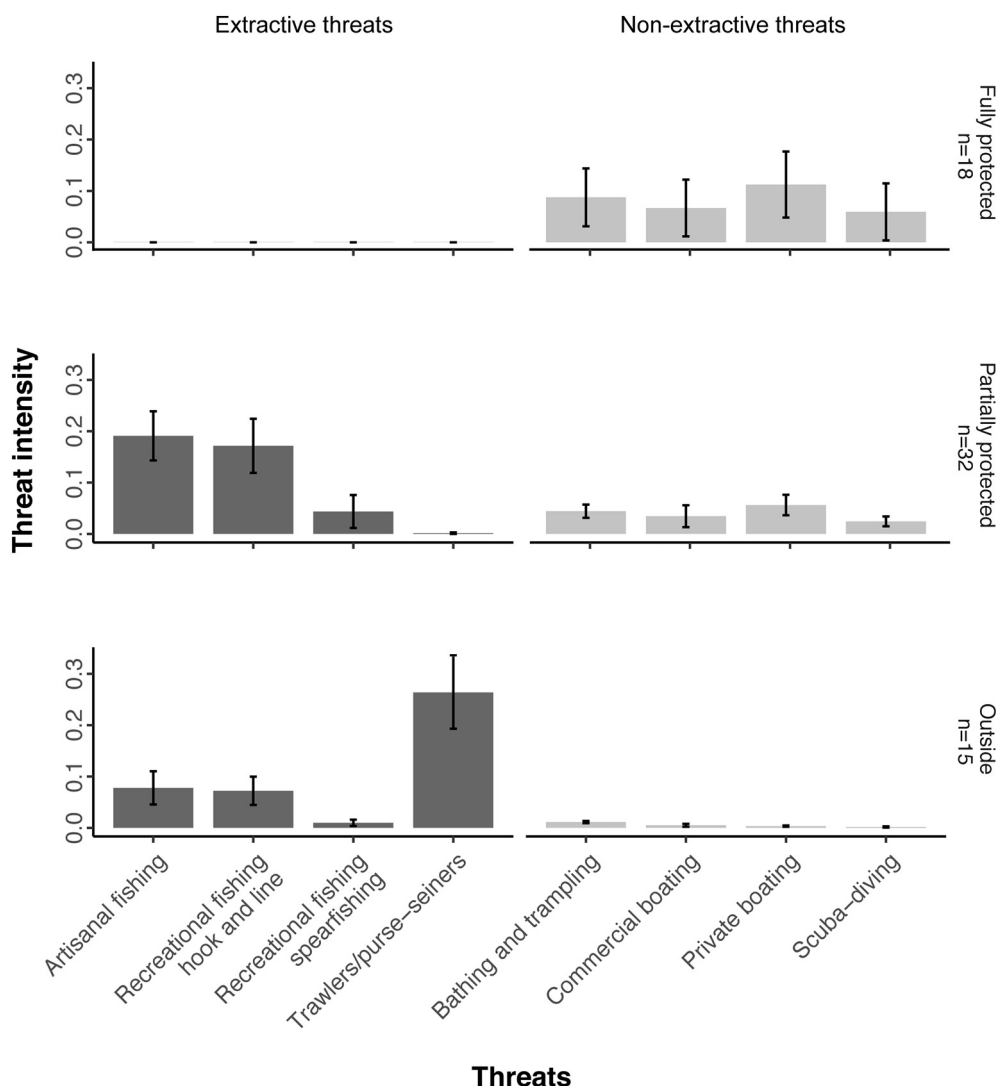 Extractive threats
Non-extractive threats
0.3
0.2
0.1
0.0
Fully protected
n=18
Threat intensity
0.3
0.2
0.1
0.0
Partially protected
n=32
0.3
0.2
0.1
0.0
Outside
n=15
Artisanal fishing
Recreational fishing
hook and line
Recreational fishing
spearfishing
Trawlers/purse−seiners
Bathing and trampling
Commercial boating
Private boating
Scuba−diving
Threats